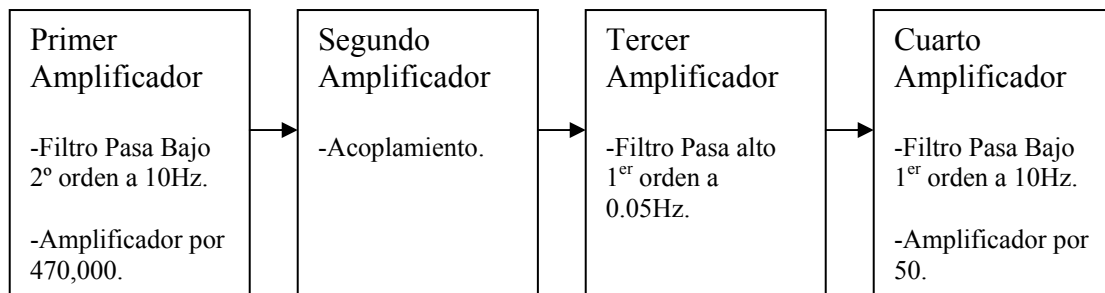 Primer
Amplificador
-Filtro Pasa Bajo
2º orden a 10Hz.
-Amplificador por
470,000.
Segundo
Amplificador
-Acoplamiento.
Tercer
Amplificador
-Filtro Pasa alto
1er orden a
0.05Hz.
Cuarto
Amplificador
-Filtro Pasa Bajo
1er orden a 10Hz.
-Amplificador por
50.